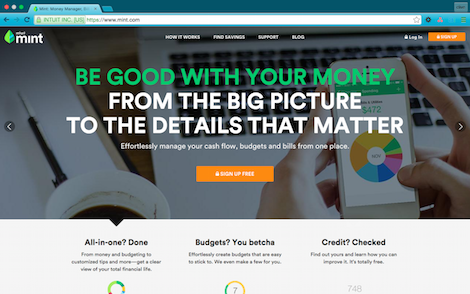 Mint: Money Manager, 
INTUIT INC. [US] https://www.mint.com
intuit
mint
HOW IT WORKS FIND SAVINGS SUPPORT BLOG
Log In
SIGN UP
BE GOOD WITH YOUR MONEY
FROM THE BIG PICTURE
TO THE DETAILS THAT MATTER
Effortlessly manage your cash flow, budgets and bills from one place.
SIGN UP FREE
All-in-one? Done
From money and budgeting to
customized tips and more—get a clear
view of your total financial life.
Budgets? You betcha
Effortlessly create budgets that are easy
to stick to. We even make a few for you.
Credit? Checked
Find out yours and learn how you can
improve it. It's totally free.
7
748